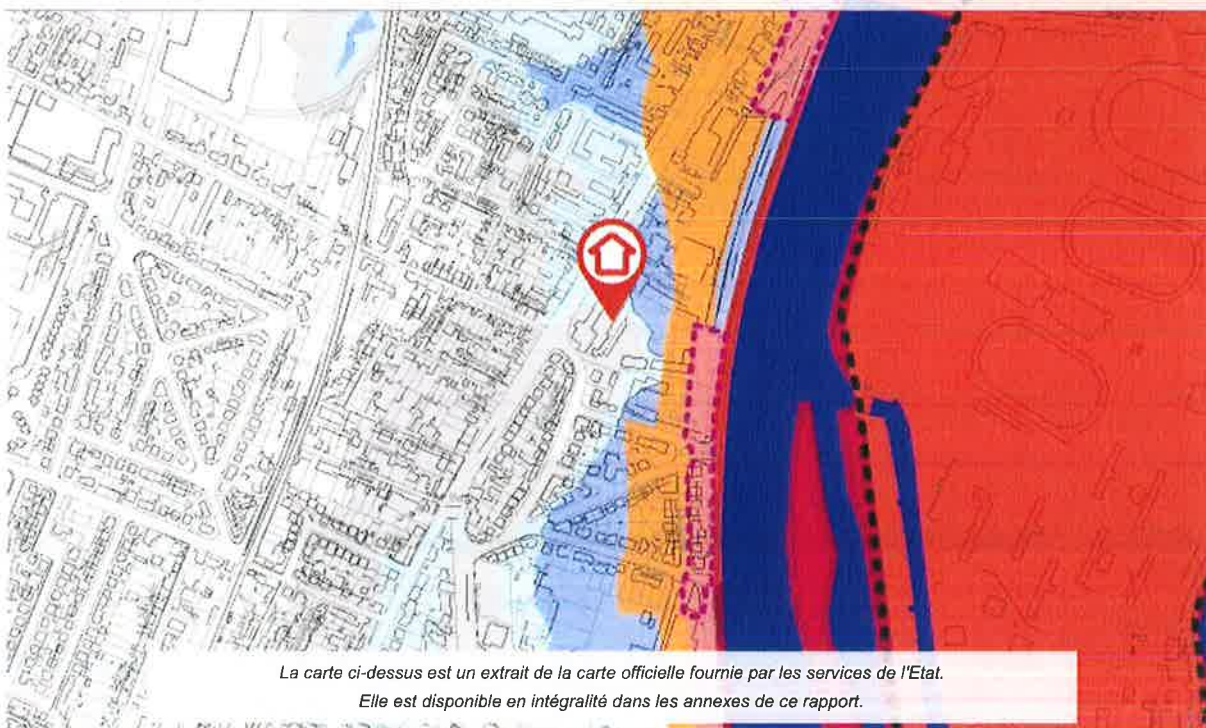 La carte ci-dessus est un extrait de la carte officielle fournie par les services de l'Etat.
Elle est disponible en intégralité dans les annexes de ce rapport.